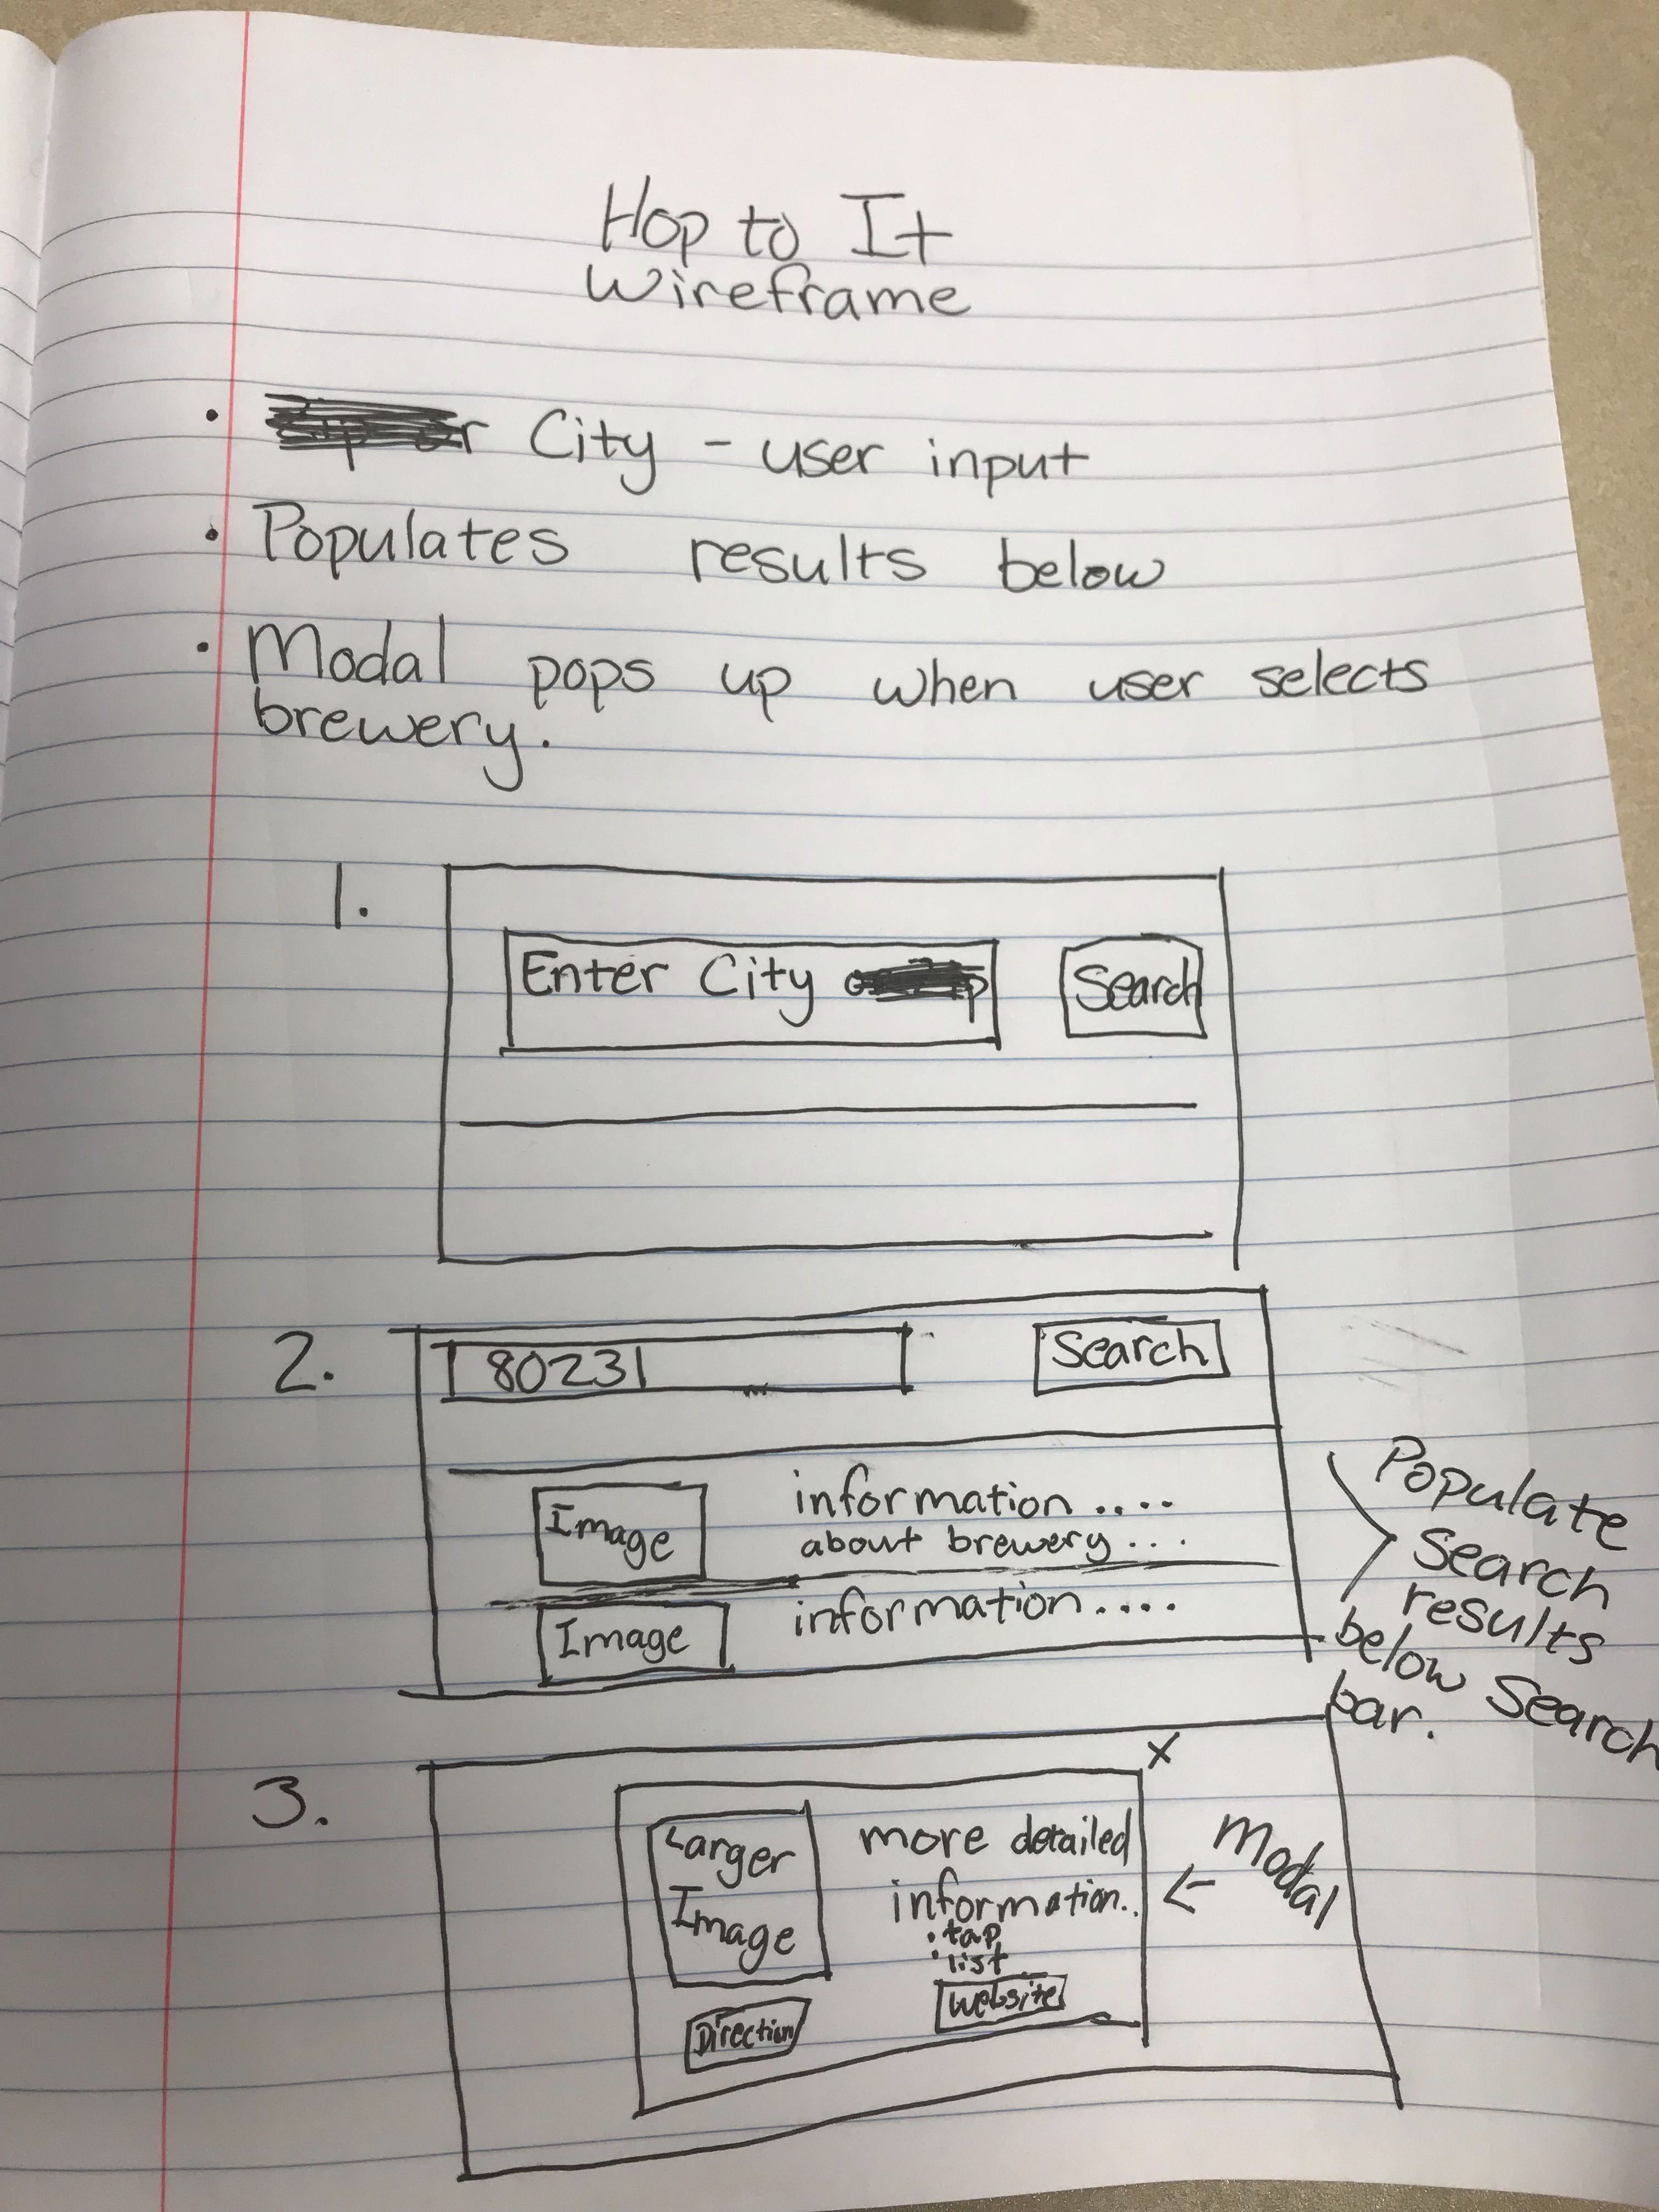 Hop to It
Wireframe
• City - user input
• Populates results below
• Modal pops up when user selects
brewery.
1.
Enter City
Search
2.
80231
Search
Image
information ....
about brewery ...
Image
information ....
Populate
Search
results
below Search
bar.
3.
X
Larger
Image
more detailed
information..
• tap
• list
Direction
Website
← Modal